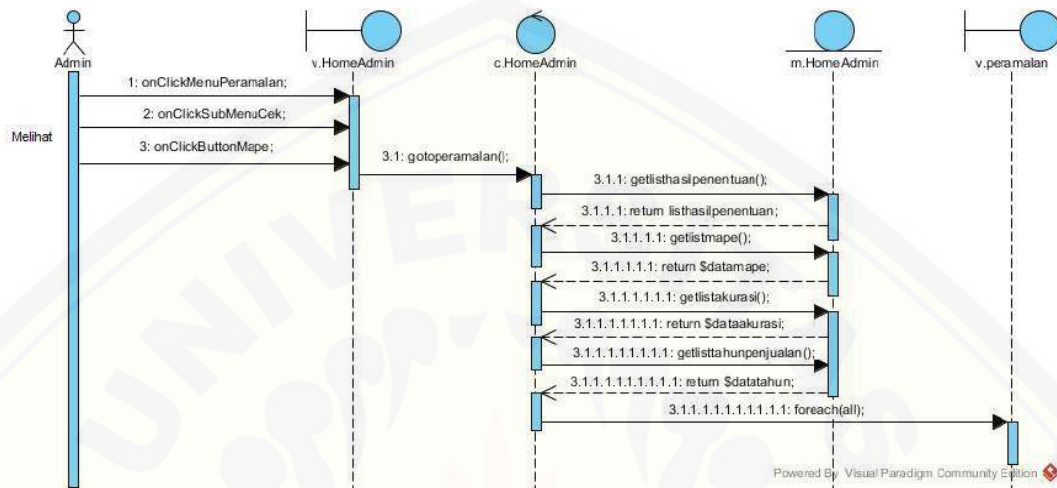 Admin
v.HomeAdmin
c.HomeAdmin
m.HomeAdmin
v.peramalan
1: onClickMenuPeramalan;
2: onClickSubMenuCek;
Melihat
3: onClickButtonMape;
3.1: gotoperamalan();
3.1.1: getlisthasilpenentuan();
3.1.1.1: return listhasilpenentuan;
3.1.1.1.1: getlistmape();
3.1.1.1.1.1: return $datamape;
3.1.1.1.1.1.1: getlistakurasi();
3.1.1.1.1.1.1.1: return $dataakurasi;
3.1.1.1.1.1.1.1.1: getlisttahunpenjualan();
3.1.1.1.1.1.1.1.1.1: return $datatahun;
3.1.1.1.1.1.1.1.1.1.1: foreach(all);
UNIVERS
S
Powered By Visual Paradigm Community Edition